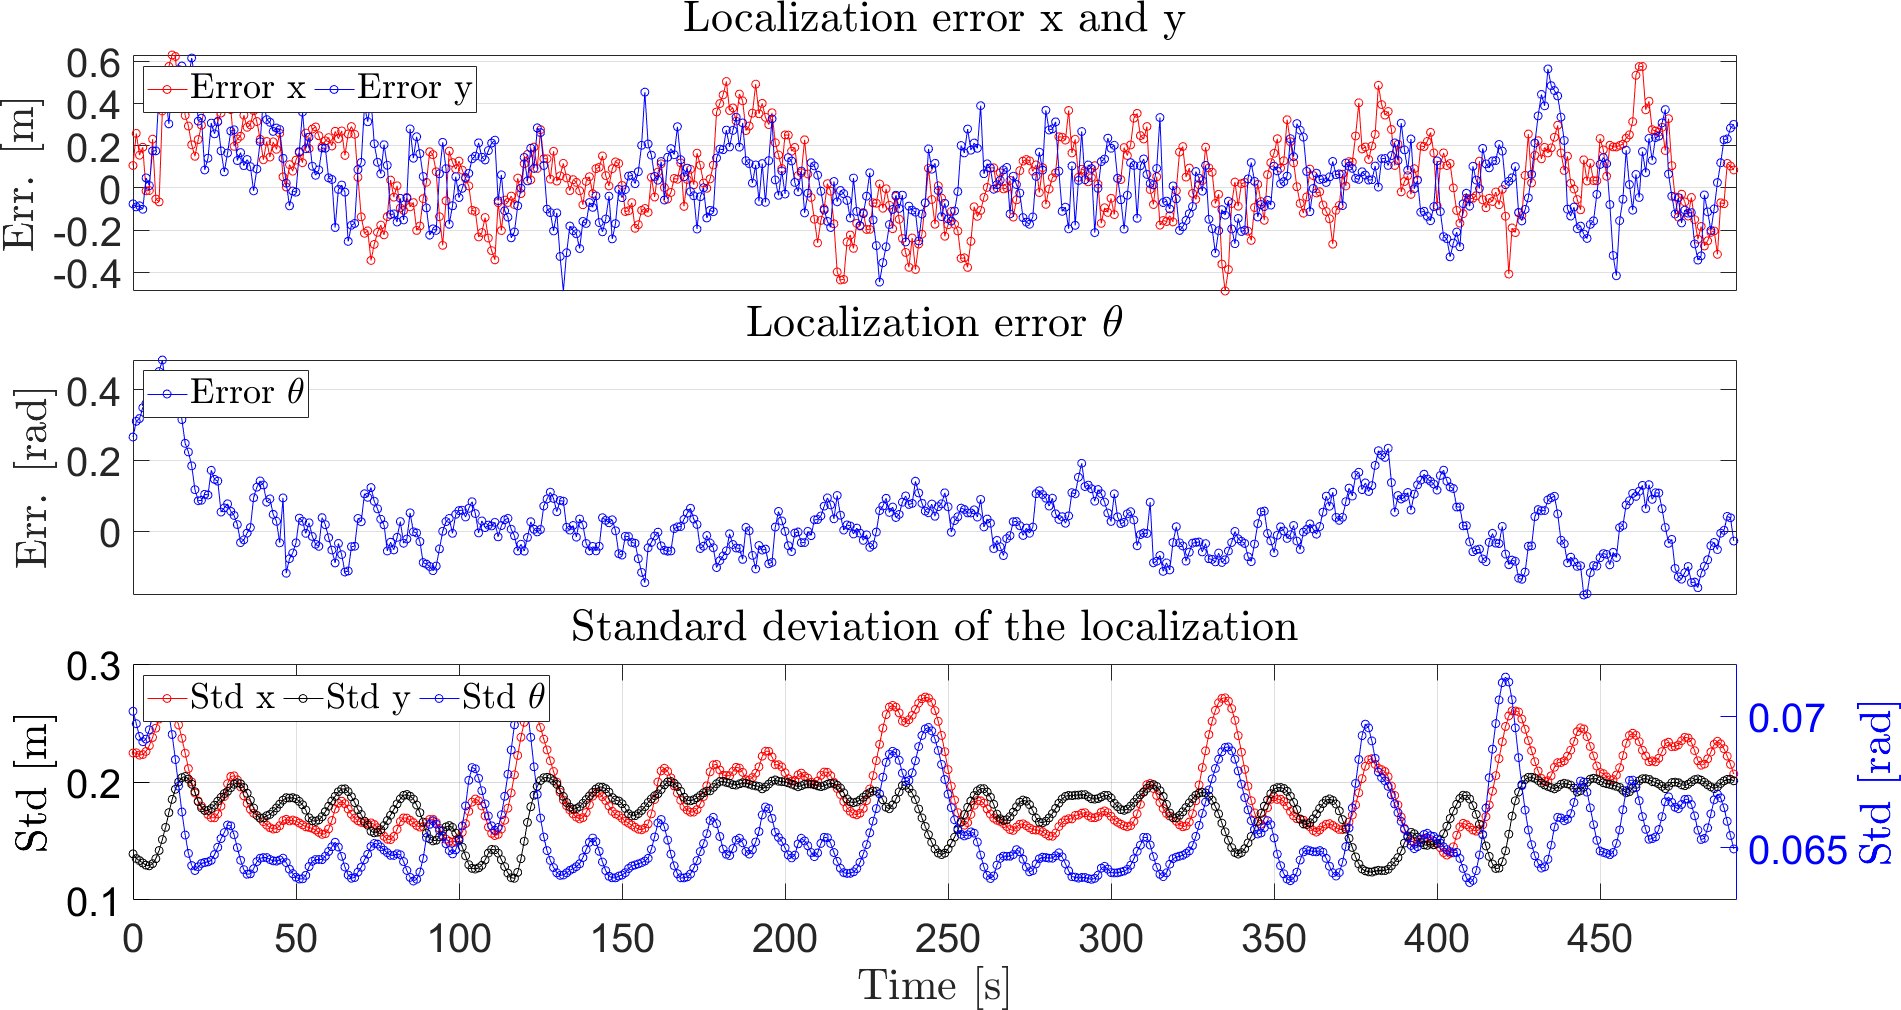 Localization error x and y
Err. [m]
0.6
0.4
0.2
0
-0.2
-0.4
Error x Error y
Localization error θ
Err. [rad]
0.4
0.2
0
Error θ
Standard deviation of the localization
Std [m]
0.3
0.2
0.1
Std x Std y Std θ
0.07
0.065
Std [rad]
0 50 100 150 200 250 300 350 400 450
Time [s]